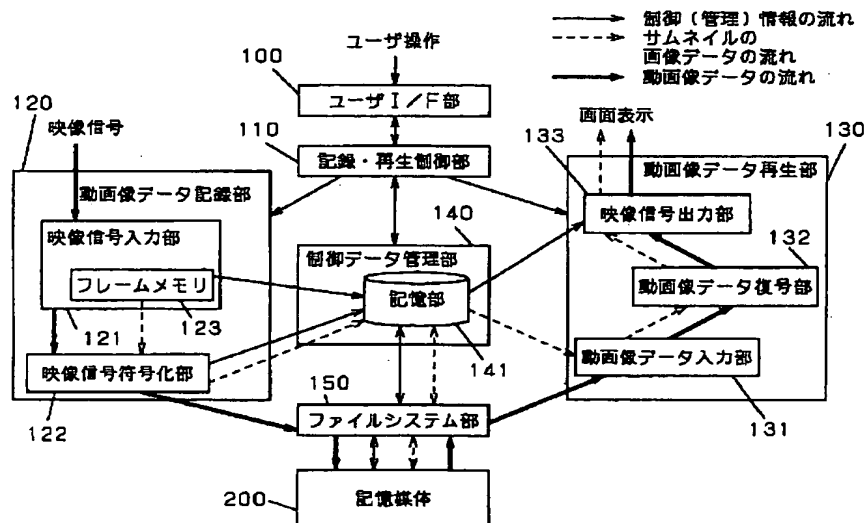 制御（管理）情報の流れ
サムネイルの
画像データの流れ
動画像データの流れ
ユーザ操作
100
ユーザI／F部
120
映像信号
110
記録・再生制御部
画面表示
133
130
動画像データ再生部
動画像データ記録部
映像信号出力部
映像信号入力部
140
制御データ管理部
132
フレームメモリ
記憶部
動画像データ復号部
121
123
141
動画像データ入力部
映像信号符号化部
150
122
ファイルシステム部
131
200
記憶媒体